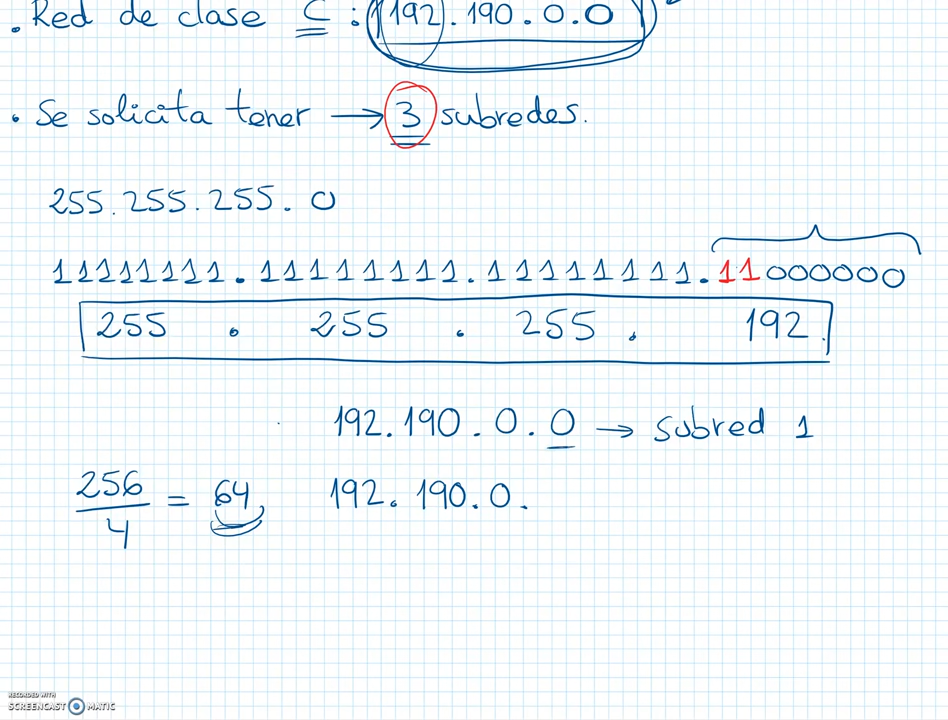 . Red de clase C : (192).190.0.0
. Se solicita tener → 3 subredes.
255.255.255.0
11111111.11111111.11111111.11000000
255 . 255 . 255 . 192
192.190.0.0 → subred 1
256/4 = 64, 192.190.0.
RECORDED WITH
SCREENCAST MATIC